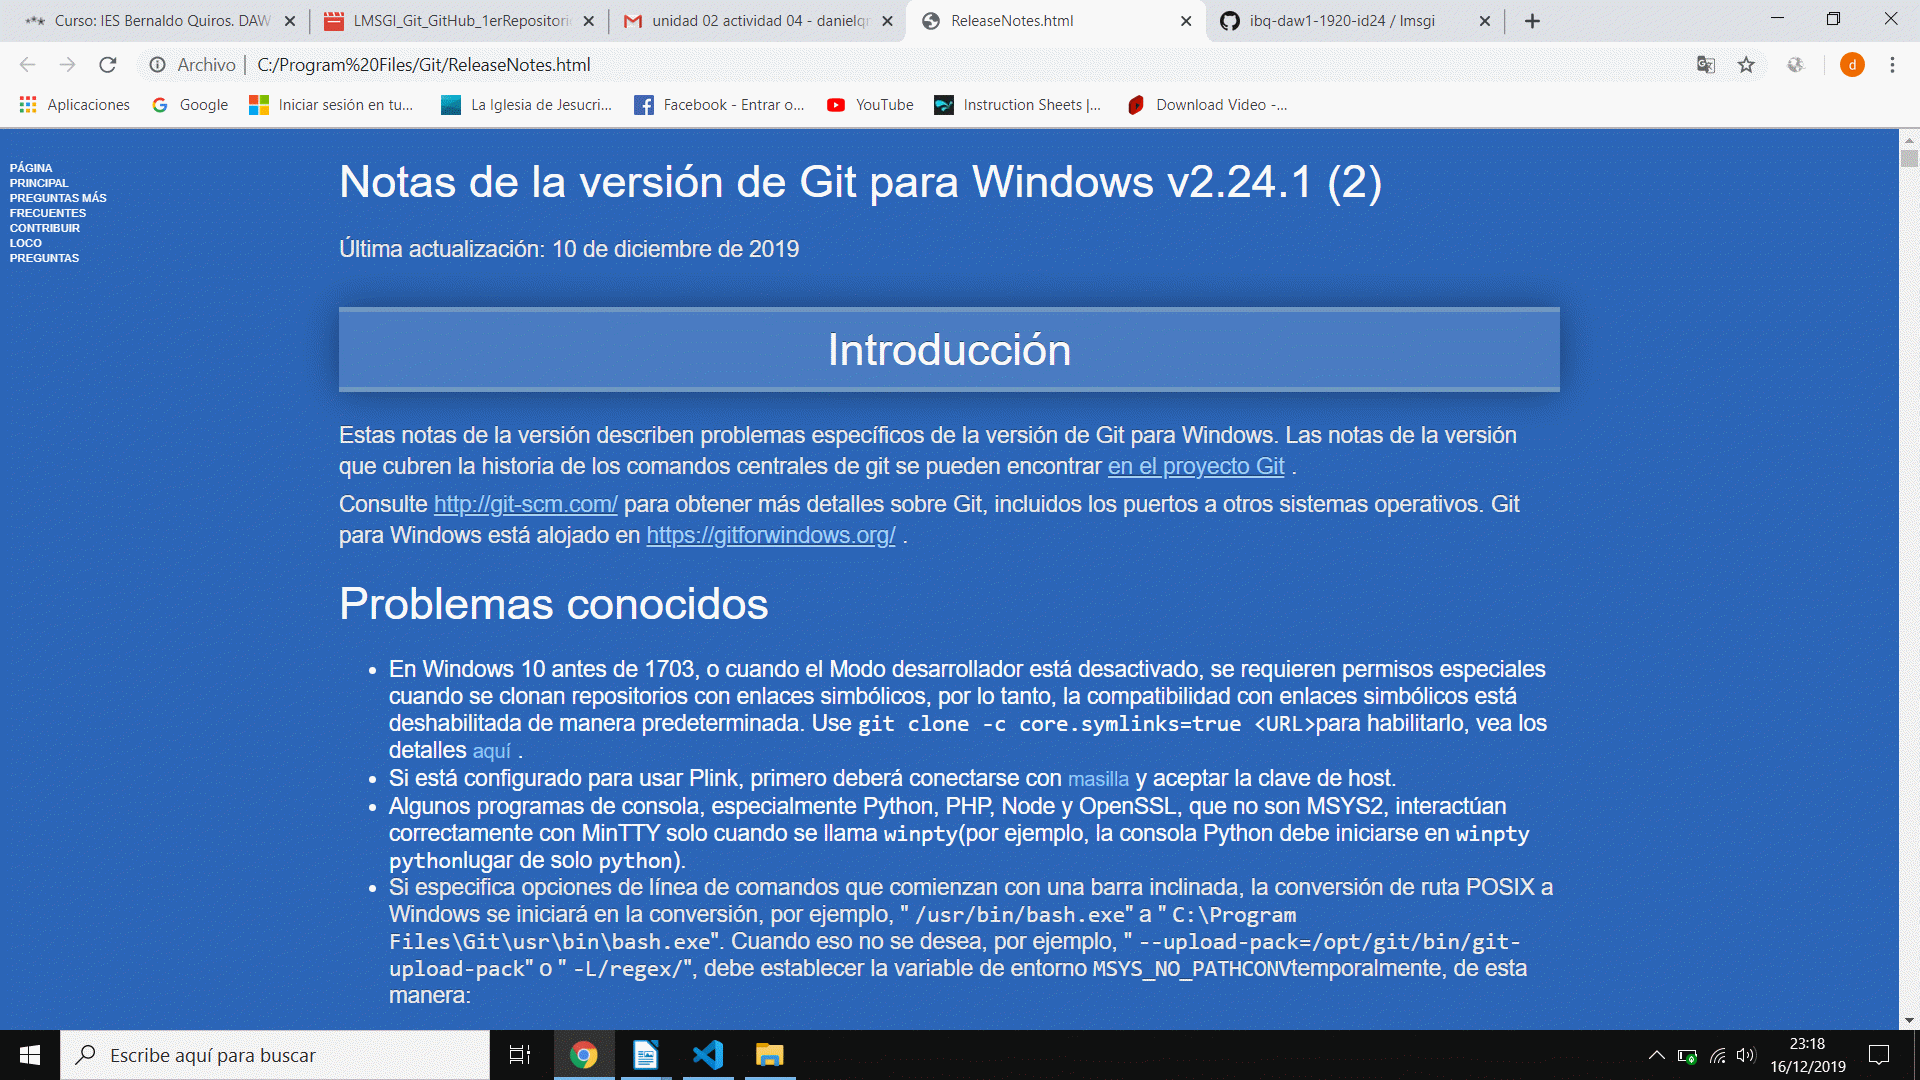 Curso: IES Bernaldo Quiros. DAW
LMSGI_Git_GitHub_1erRepositorio
unidad 02 actividad 04 - danielqr
ReleaseNotes.html
ibq-daw1-1920-id24 / lmsgi
Archivo
C:/Program%20Files/Git/ReleaseNotes.html
d
Aplicaciones
Google
Iniciar sesión en tu...
La Iglesia de Jesucri...
Facebook - Entrar o...
YouTube
Instruction Sheets |...
Download Video -...
PÁGINA
PRINCIPAL
PREGUNTAS MÁS
FRECUENTES
CONTRIBUIR
LOCO
PREGUNTAS
Notas de la versión de Git para Windows v2.24.1 (2)
Última actualización: 10 de diciembre de 2019
Introducción
Estas notas de la versión describen problemas específicos de la versión de Git para Windows. Las notas de la versión
que cubren la historia de los comandos centrales de git se pueden encontrar en el proyecto Git .
Consulte http://git-scm.com/ para obtener más detalles sobre Git, incluidos los puertos a otros sistemas operativos. Git
para Windows está alojado en https://gitforwindows.org/ .
Problemas conocidos
• En Windows 10 antes de 1703, o cuando el Modo desarrollador está desactivado, se requieren permisos especiales
cuando se clonan repositorios con enlaces simbólicos, por lo tanto, la compatibilidad con enlaces simbólicos está
deshabilitada de manera predeterminada. Use git clone -c core.symlinks=true <URL>para habilitarlo, vea los
detalles aquí .
• Si está configurado para usar Plink, primero deberá conectarse con masilla y aceptar la clave de host.
• Algunos programas de consola, especialmente Python, PHP, Node y OpenSSL, que no son MSYS2, interactúan
correctamente con MinTTY solo cuando se llama winpty(por ejemplo, la consola Python debe iniciarse en winpty
pythonlugar de solo python).
• Si especifica opciones de línea de comandos que comienzan con una barra inclinada, la conversión de ruta POSIX a
Windows se iniciará en la conversión, por ejemplo, " /usr/bin/bash.exe" a " C:\Program
Files\Git\usr\bin\bash.exe". Cuando eso no se desea, por ejemplo, " --upload-pack=/opt/git/bin/git-
upload-pack" o " -L/regex/", debe establecer la variable de entorno MSYS_NO_PATHCONVtemporalmente, de esta
manera:
Escribe aquí para buscar
23:18
16/12/2019